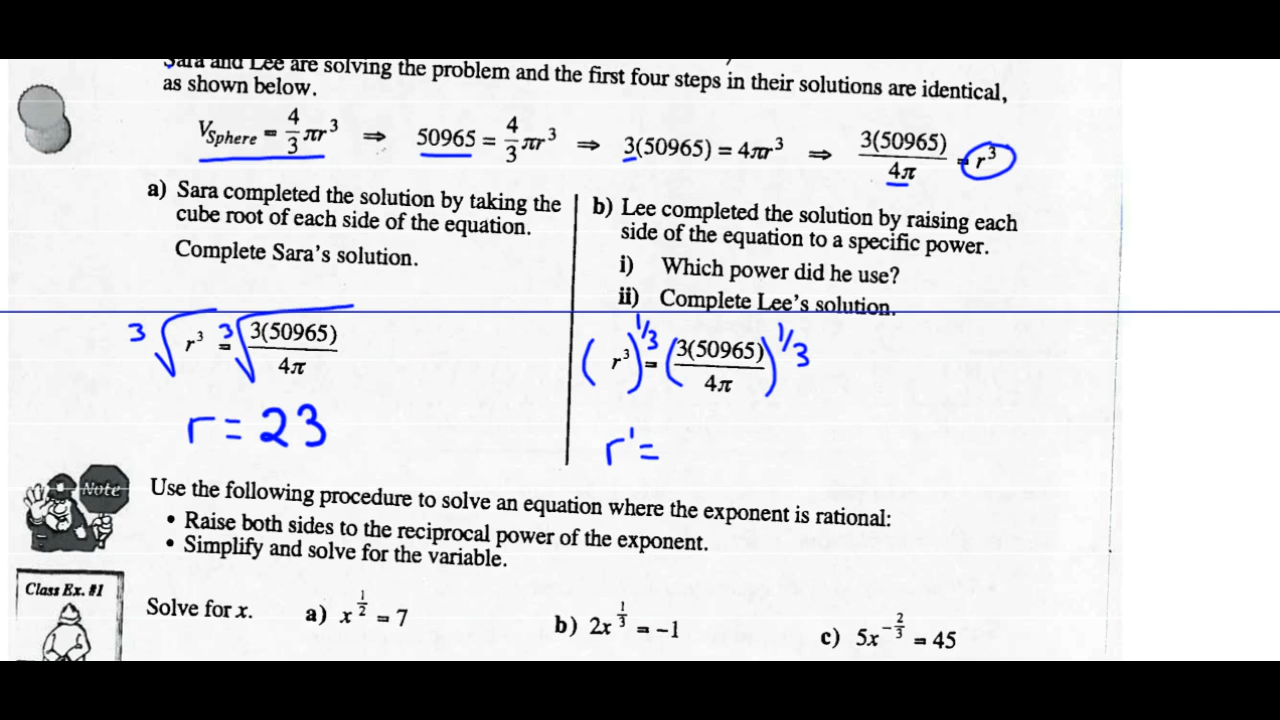 Sara and Lee are solving the problem and the first four steps in their solutions are identical,
as shown below.
V_Sphere = 4/3 πr³ ⇒ 50965 = 4/3 πr³ ⇒ 3(50965) = 4πr³ ⇒ 3(50965)/4π = r³
a) Sara completed the solution by taking the
cube root of each side of the equation.
Complete Sara's solution.
³√r³ = ³√(3(50965)/4π)
r = 23
b) Lee completed the solution by raising each
side of the equation to a specific power.
i) Which power did he use?
ii) Complete Lee's solution.
(r³)^1/3 = (3(50965)/4π)^1/3
r¹ =
Note
Use the following procedure to solve an equation where the exponent is rational:
• Raise both sides to the reciprocal power of the exponent.
• Simplify and solve for the variable.
Class Ex. #1
Solve for x. a) x^1/2 = 7 b) 2x^1/3 = -1 c) 5x^-2/3 = 45